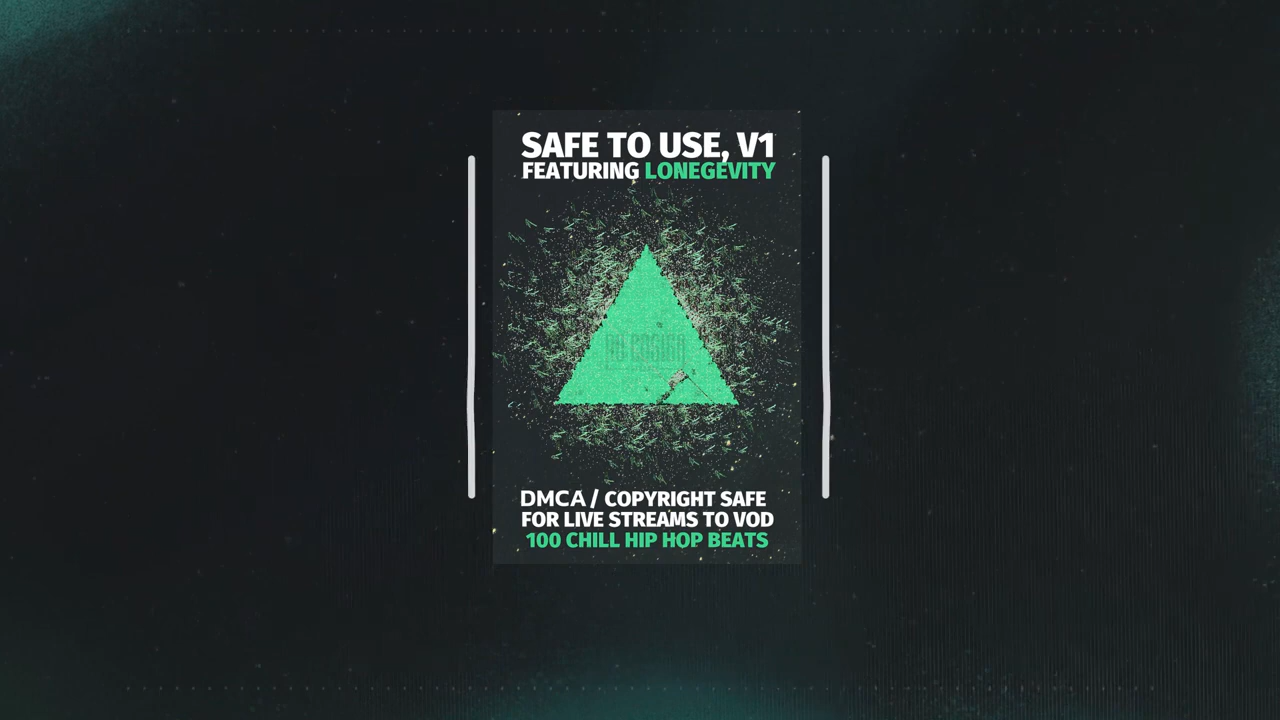 SAFE TO USE, V1
FEATURING LONEGEVITY
DMCA / COPYRIGHT SAFE
FOR LIVE STREAMS TO VOD
100 CHILL HIP HOP BEATS